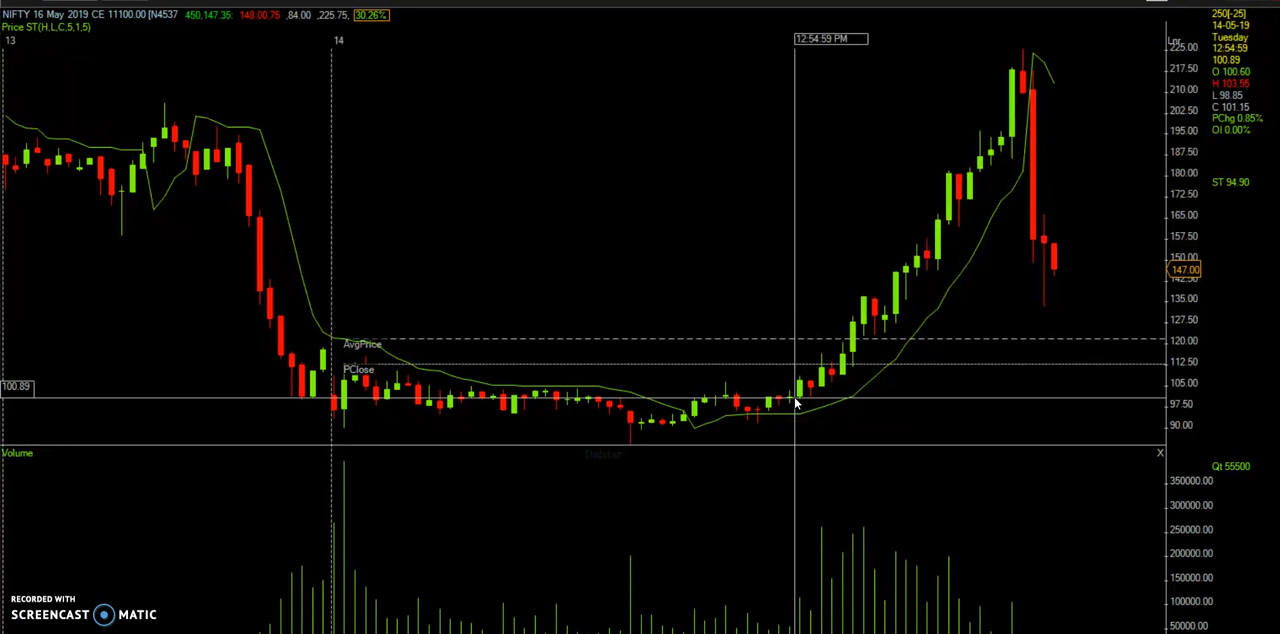 NIFTY 16 May 2019 CE 11100.00 [N4537 450,147.35: 148.00.75 ,84.00 ,225.75, 30.26%
Price ST(H,L,C,5,1,5)
13
14
12:54:59 PM
Lpr
225.00
217.50
210.00
202.50
195.00
187.50
180.00
172.50
165.00
157.50
150.00
147.00
142.50
135.00
127.50
120.00
112.50
105.00
97.50
90.00
250[-25]
14-05-19
Tuesday
12:54:59
100.89
O 100.60
H 103.55
L 98.85
C 101.15
PChg 0.85%
OI 0.00%
ST 94.90
AvgPrice
PClose
100.89
Volume
X
Qt 55500
350000.00
300000.00
250000.00
200000.00
150000.00
100000.00
50000.00
RECORDED WITH
SCREENCAST MATIC